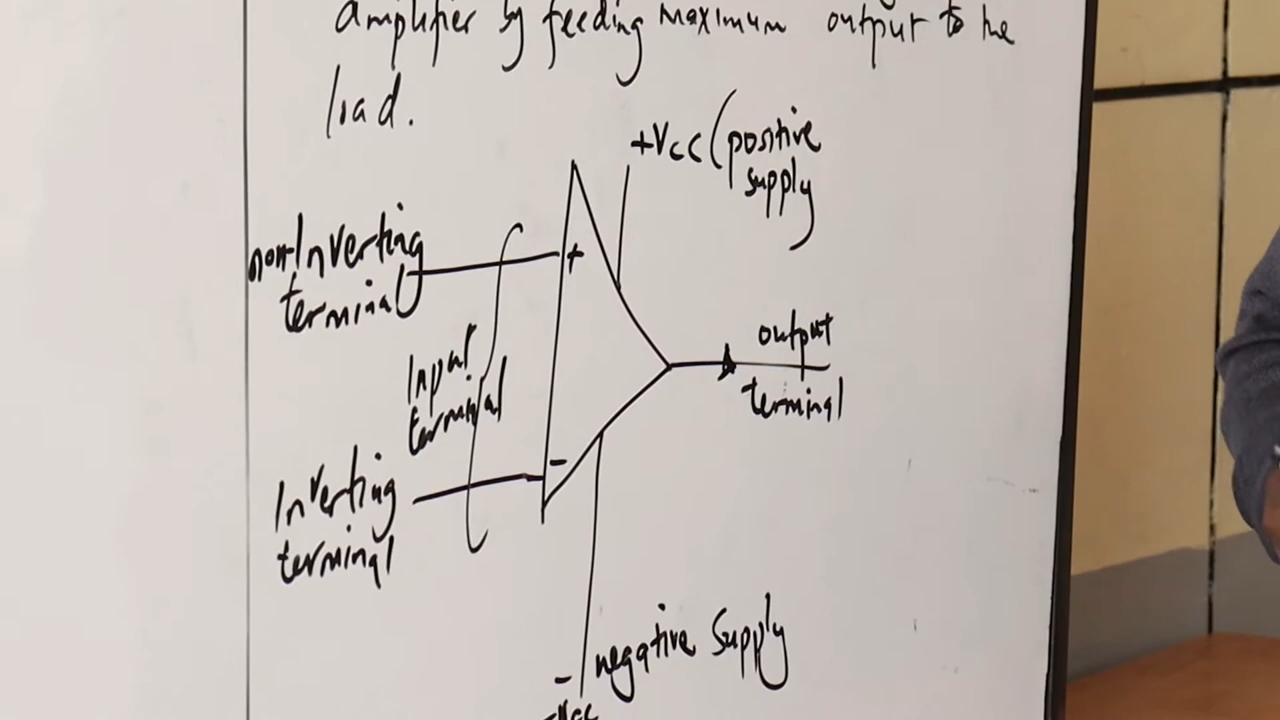 amplifier by feeding maximum output to the
load.
+Vcc (positive
supply
non-Inverting
terminal
+
Input
terminal
output
terminal
-
Inverting
terminal
negative supply
-
-Vcc